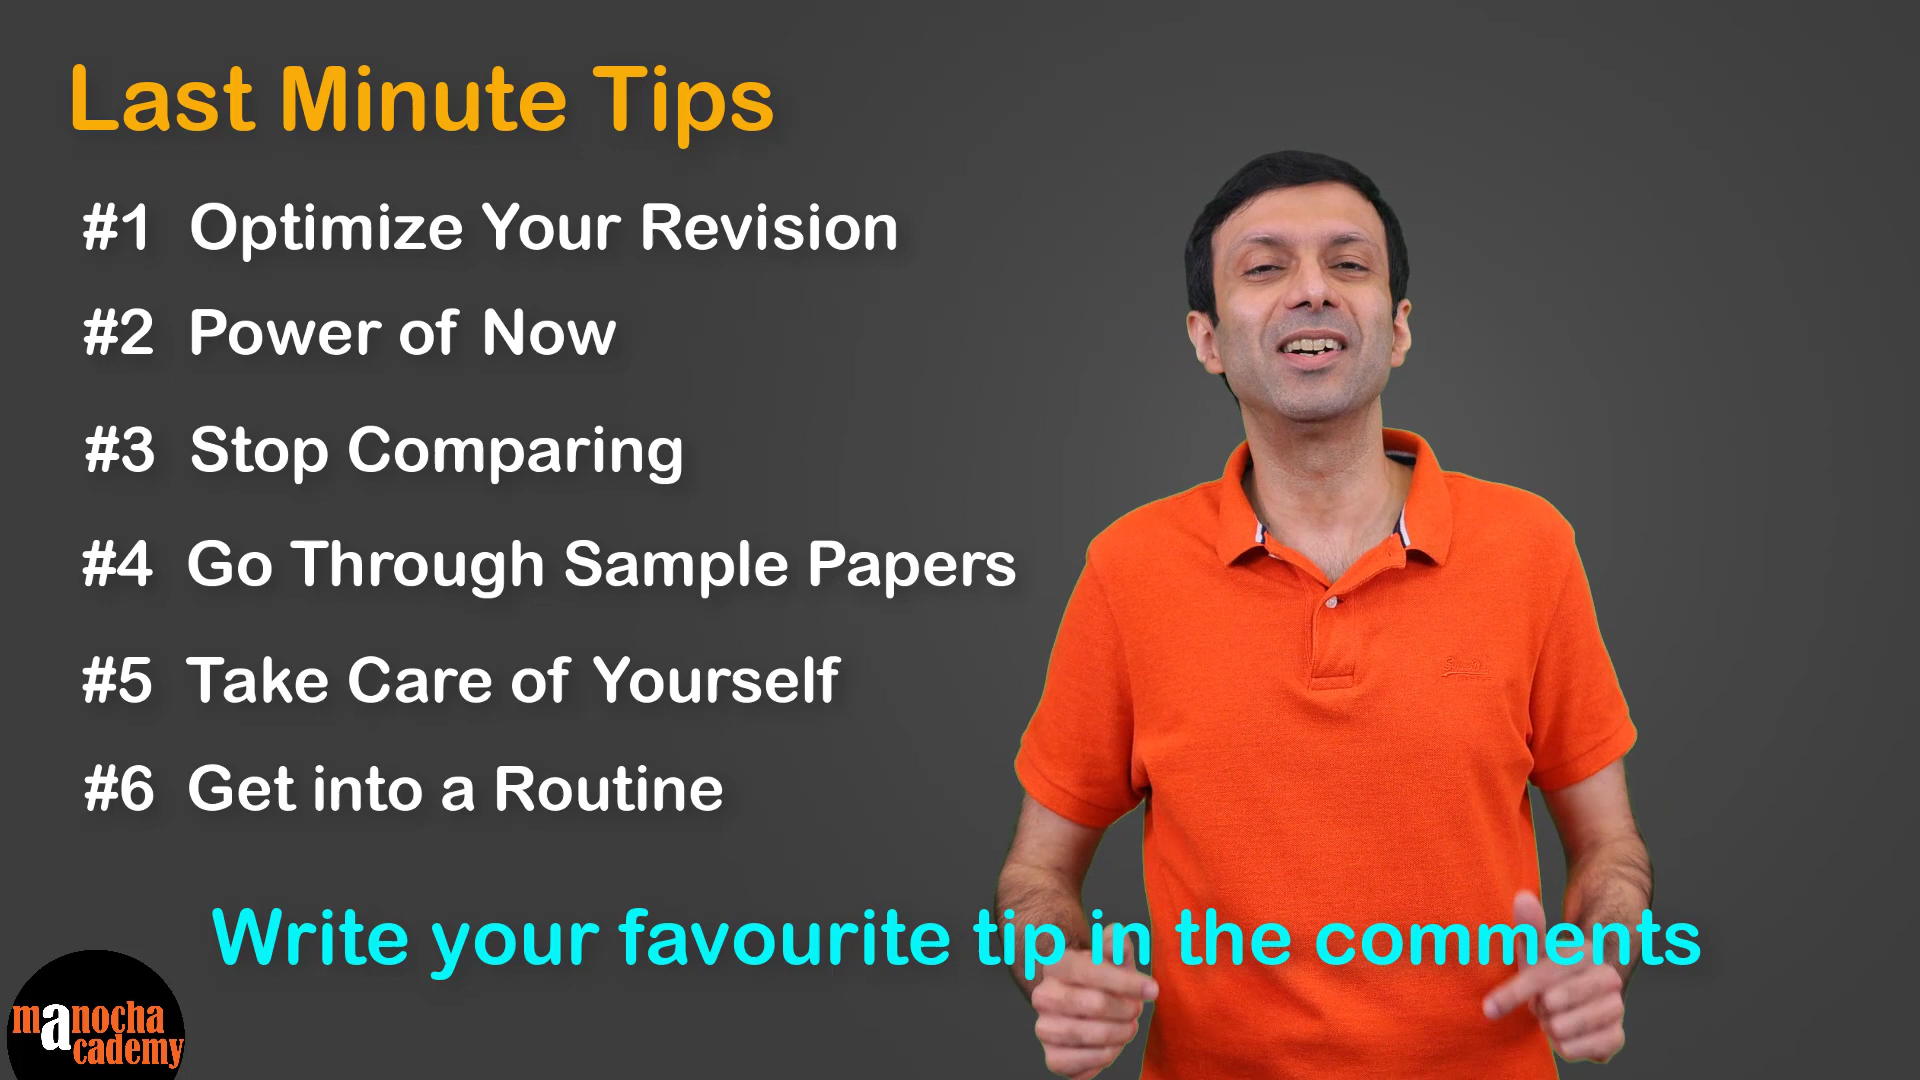 Last Minute Tips
#1 Optimize Your Revision
#2 Power of Now
#3 Stop Comparing
#4 Go Through Sample Papers
#5 Take Care of Yourself
#6 Get into a Routine
Write your favourite tip in the comments
manocha
academy